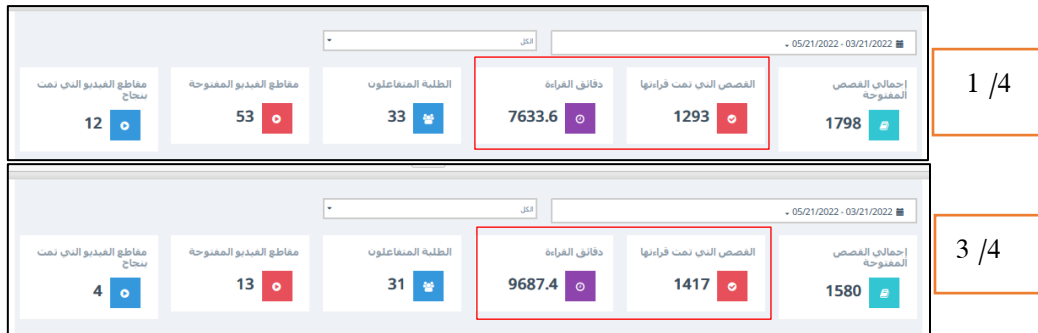 الكل
05/21/2022 - 03/21/2022
إجمالي القصص المفتوحة
1798
القصص التي تمت قراءتها
1293
دقائق القراءة
7633.6
الطلبة المتفاعلون
33
مقاطع الفيديو المفتوحة
53
مقاطع الفيديو التي تمت بنجاح
12
1 /4
الكل
05/21/2022 - 03/21/2022
إجمالي القصص المفتوحة
1580
القصص التي تمت قراءتها
1417
دقائق القراءة
9687.4
الطلبة المتفاعلون
31
مقاطع الفيديو المفتوحة
13
مقاطع الفيديو التي تمت بنجاح
4
3 /4